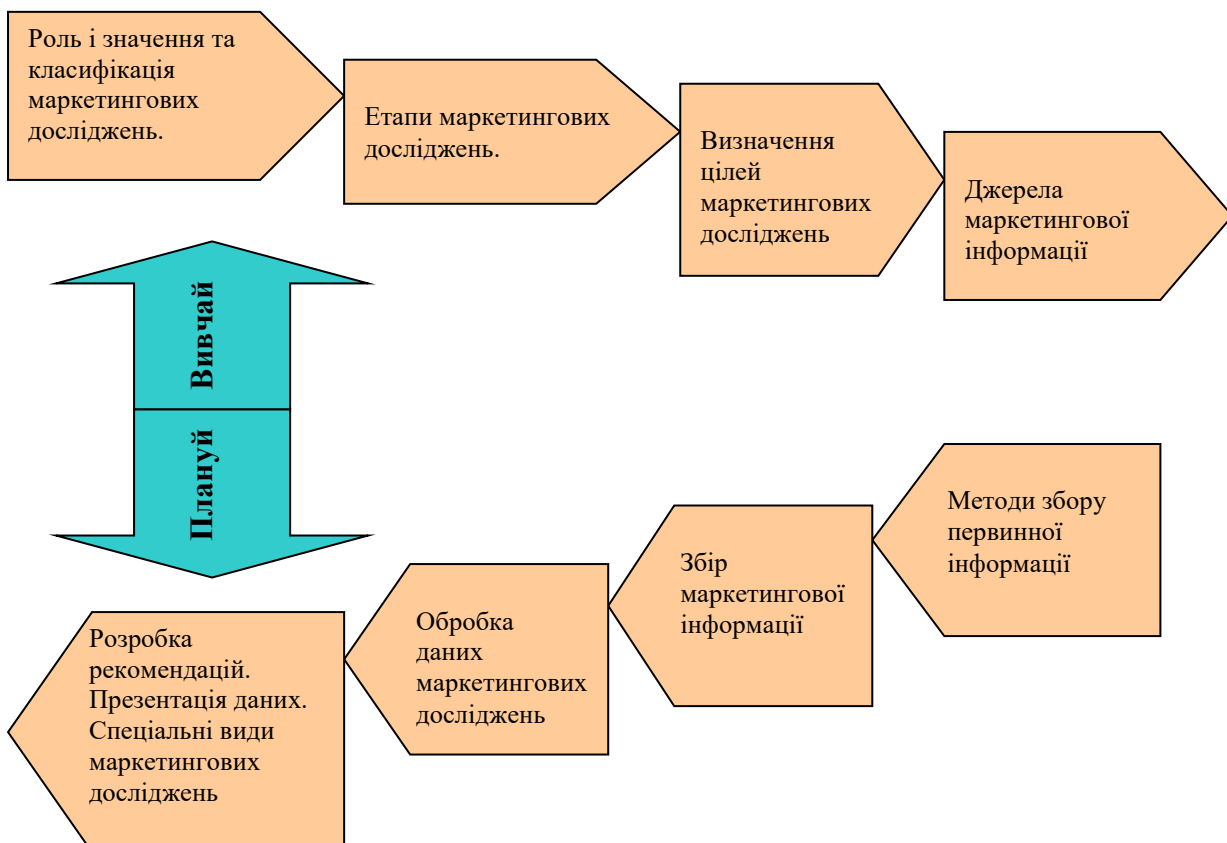 Роль і значення та
класифікація
маркетингових
досліджень.
Етапи маркетингових
досліджень.
Визначення
цілей
маркетингових
досліджень
Джерела
маркетингової
інформації
Вивчай
Плануй
Методи збору
первинної
інформації
Збір
маркетингової
інформації
Обробка
даних
маркетингових
досліджень
Розробка
рекомендацій.
Презентація даних.
Спеціальні види
маркетингових
досліджень